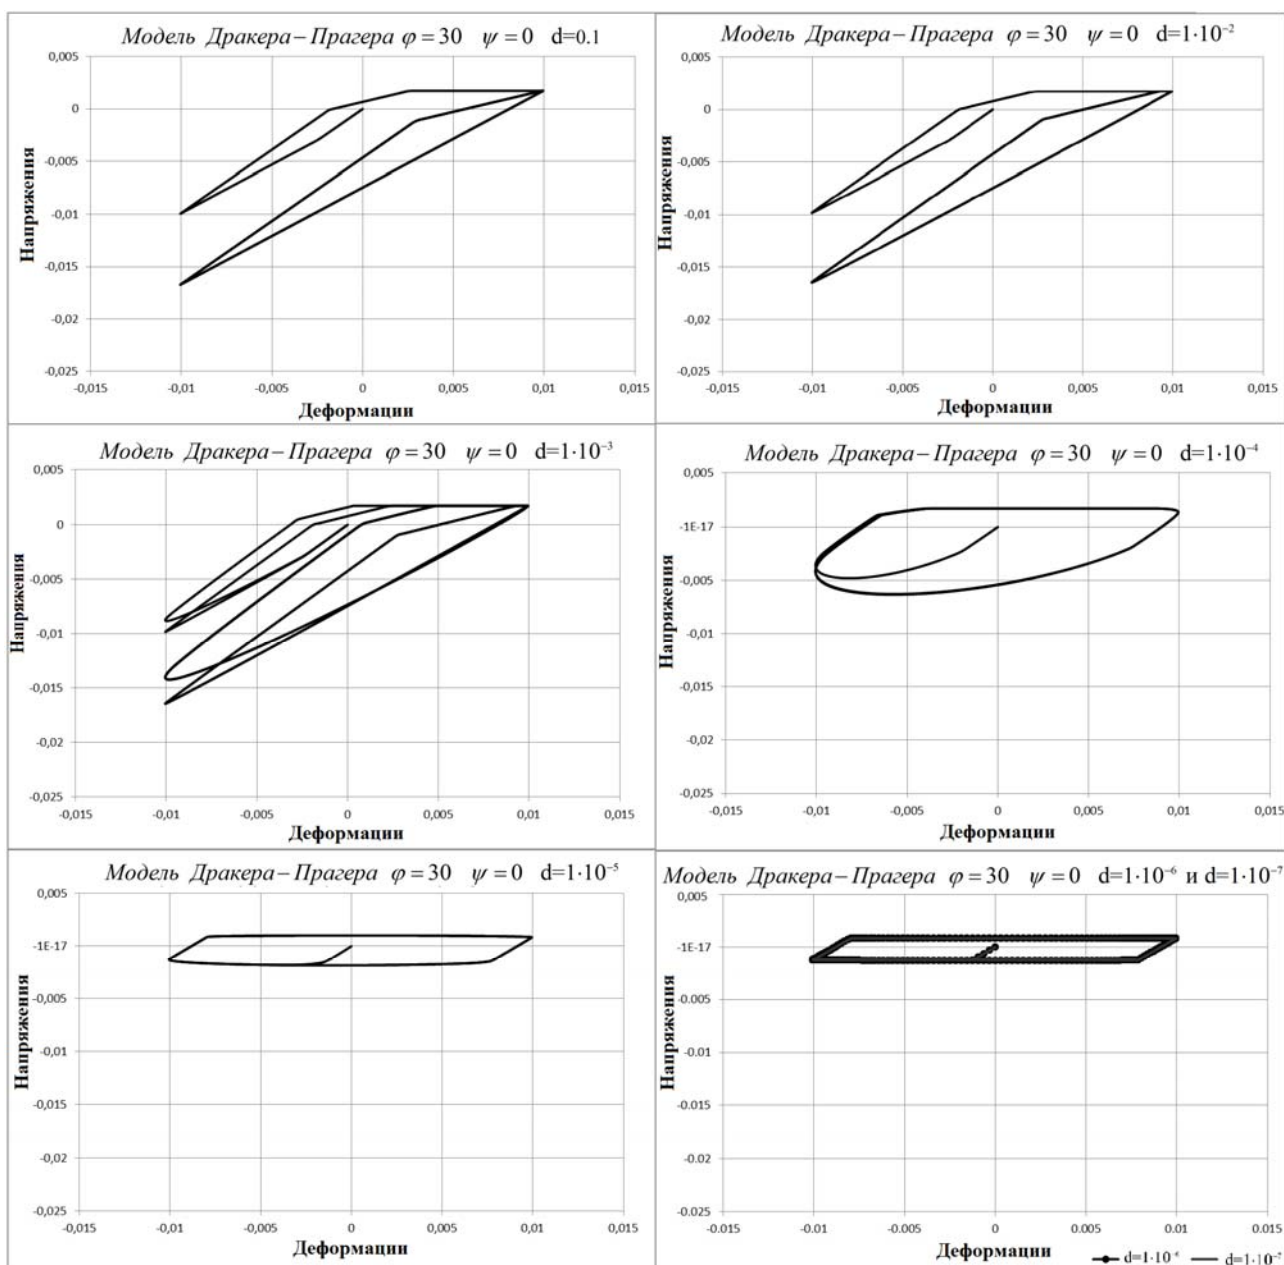 Модель Дракера–Прагера φ = 30 ψ = 0 d=0.1
0,005
0
-0,005
-0,01
-0,015
-0,02
-0,025
-0,015 -0,01 -0,005 0 0,005 0,01 0,015
Напряжения
Деформации
Модель Дракера–Прагера φ = 30 ψ = 0 d=1·10⁻²
0,005
0
-0,005
-0,01
-0,015
-0,02
-0,025
-0,015 -0,01 -0,005 0 0,005 0,01 0,015
Напряжения
Деформации
Модель Дракера–Прагера φ = 30 ψ = 0 d=1·10⁻³
0,005
0
-0,005
-0,01
-0,015
-0,02
-0,025
-0,015 -0,01 -0,005 0 0,005 0,01 0,015
Напряжения
Деформации
Модель Дракера–Прагера φ = 30 ψ = 0 d=1·10⁻⁴
0,005
-1E-17
-0,005
-0,01
-0,015
-0,02
-0,025
-0,015 -0,01 -0,005 0 0,005 0,01 0,015
Напряжения
Деформации
Модель Дракера–Прагера φ = 30 ψ = 0 d=1·10⁻⁵
0,005
-1E-17
-0,005
-0,01
-0,015
-0,02
-0,025
-0,015 -0,01 -0,005 0 0,005 0,01 0,015
Напряжения
Деформации
Модель Дракера–Прагера φ = 30 ψ = 0 d=1·10⁻⁶ и d=1·10⁻⁷
0,005
-1E-17
-0.005
-0.01
-0.015
-0.02
-0.025
-0.015 -0.01 -0.005 0 0.005 0.01 0.015
Напряжения
Деформации
d=1·10⁻⁶ d=1·10⁻⁷